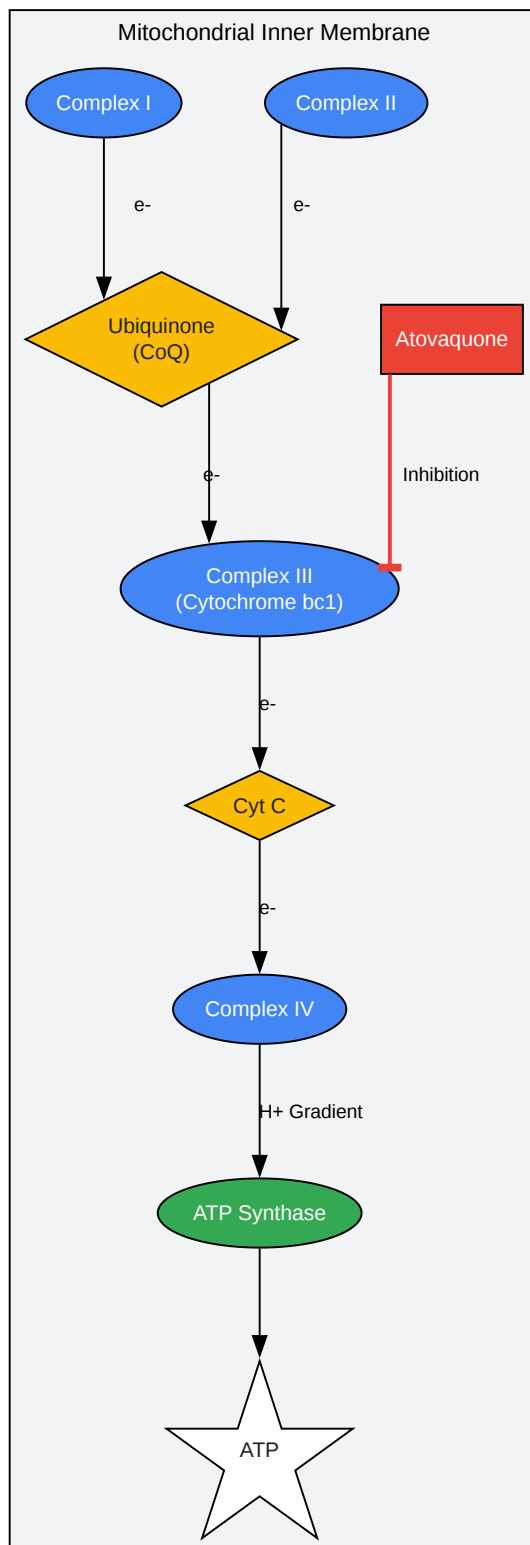 Mitochondrial Inner Membrane
Complex I
Complex II
e-
e-
Ubiquinone
(CoQ)
Atovaquone
e-
Inhibition
Complex III
(Cytochrome bc1)
e-
Cyt C
e-
Complex IV
H+ Gradient
ATP Synthase
ATP